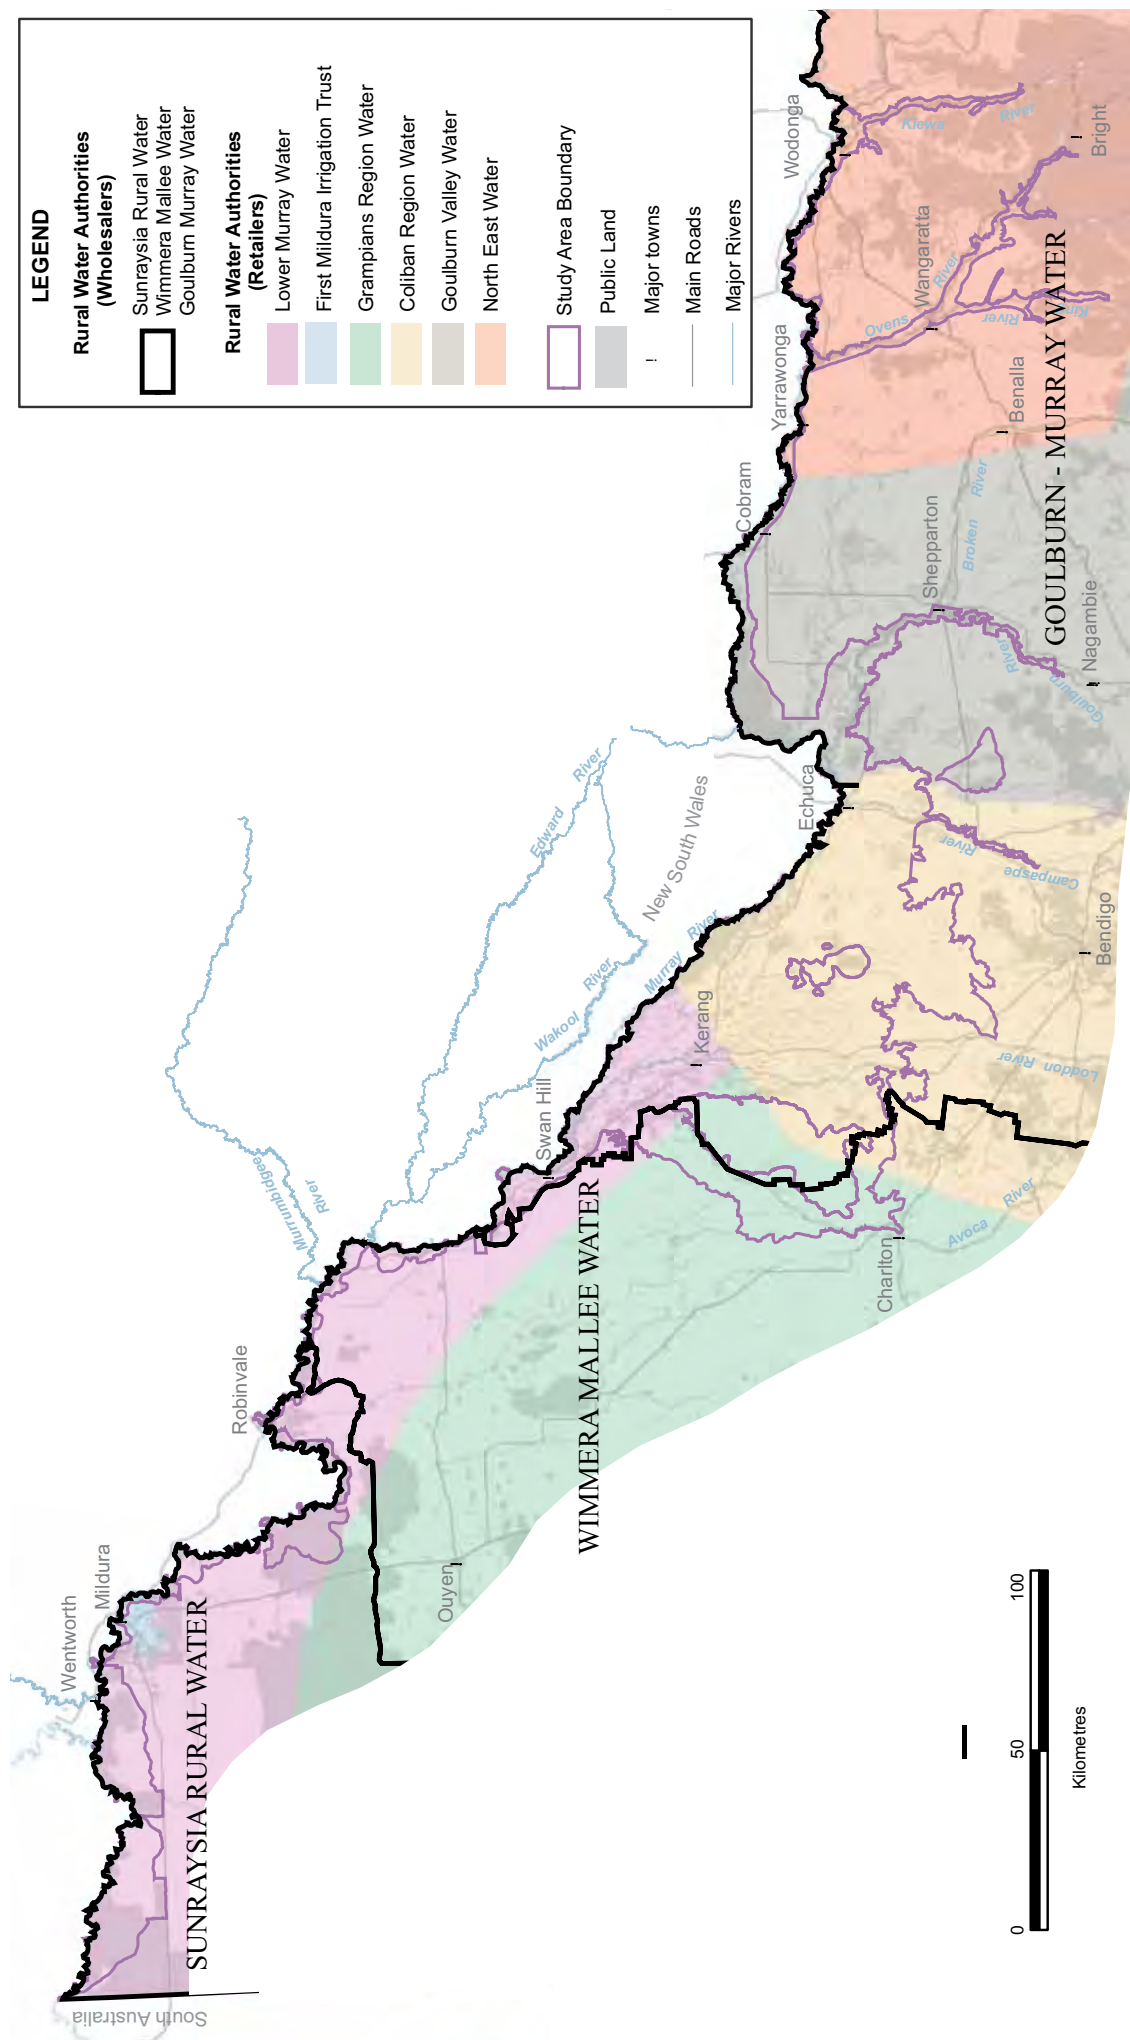 LEGEND
Rural Water Authorities
(Wholesalers)
Sunraysia Rural Water
Wimmera Mallee Water
Goulburn Murray Water
Rural Water Authorities
(Retailers)
Lower Murray Water
First Mildura Irrigation Trust
Grampians Region Water
Coliban Region Water
Goulburn Valley Water
North East Water
Study Area Boundary
Public Land
Major towns
Main Roads
Major Rivers
South Australia
Wentworth
Mildura
SUNRAYSIA RURAL WATER
Robinvale
Ouyen
Murrumbidgee
River
WIMMERA MALLEE WATER
Swan Hill
Wakool
River
Edward
River
New South Wales
Murray
River
Kerang
Charlton
Avoca
River
Loddon River
Bendigo
Campaspe
River
Echuca
Goulburn
River
Nagambie
Shepparton
Broken
River
Cobram
GOULBURN - MURRAY WATER
Benalla
Yarrawonga
Ovens
River
Wangaratta
King
River
Wodonga
Kiewa
River
Bright
0
50
100
Kilometres